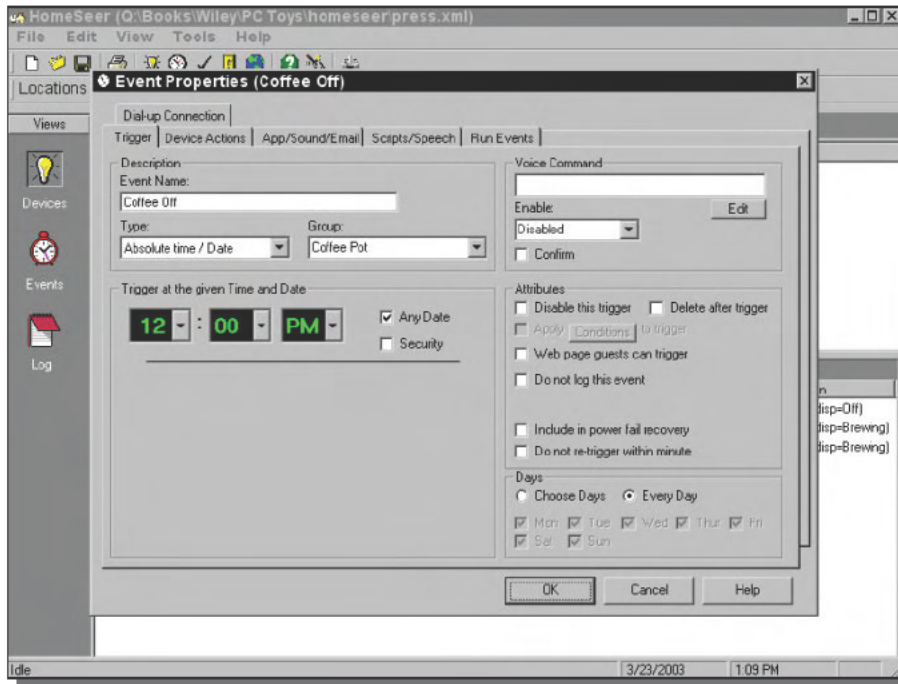 HomeSeer (Q:\Books\Wiley\PC Toys\homeseer\press.xml)
File Edit View Tools Help
Locations
Event Properties (Coffee Off)
Views
Dial-up Connection
Trigger Device Actions App/Sound/Email Scripts/Speech Run Events
Description
Event Name:
Coffee Off
Type: Group:
Absolute time / Date Coffee Pot
Voice Command
Enable: Edit
Disabled
Confirm
Devices
Events
Log
Trigger at the given Time and Date
12 : 00 PM
Any Date
Security
Attributes
Disable this trigger Delete after trigger
Apply Conditions to trigger
Web page guests can trigger
Do not log this event
Include in power fail recovery
Do not re-trigger within minute
Days
Choose Days Every Day
Mon Tue Wed Thur Fri
Sat Sun
n
disp=Off)
disp=Brewing)
disp=Brewing)
OK Cancel Help
Idle 3/23/2003 1:09 PM